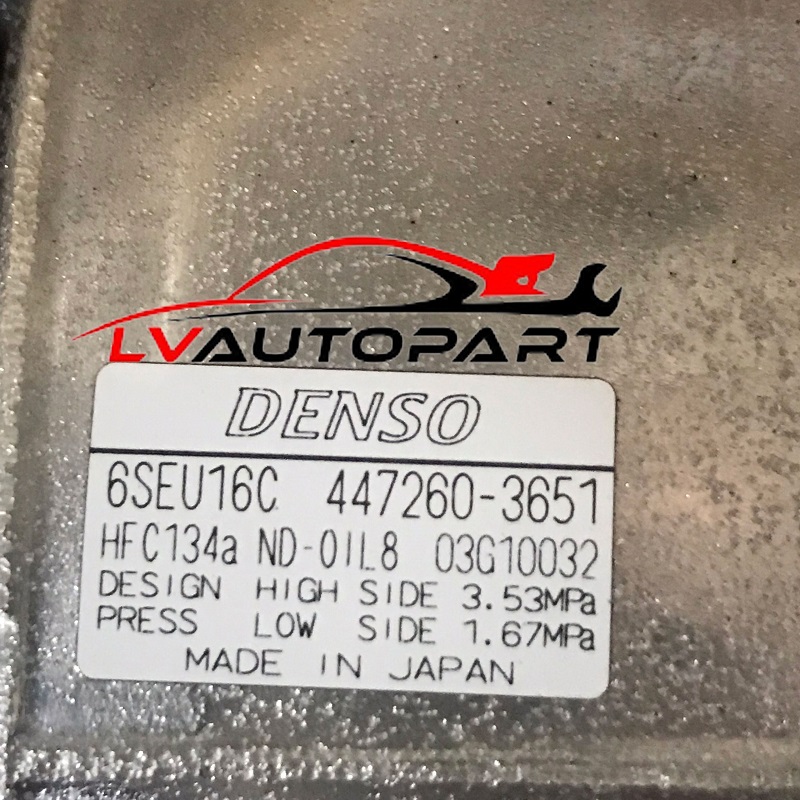 LVAUTOPART
DENSO
6SEU16C 447260-3651
HFC134a ND-OIL8 03G10032
DESIGN HIGH SIDE 3.53MPa
PRESS LOW SIDE 1.67MPa
MADE IN JAPAN